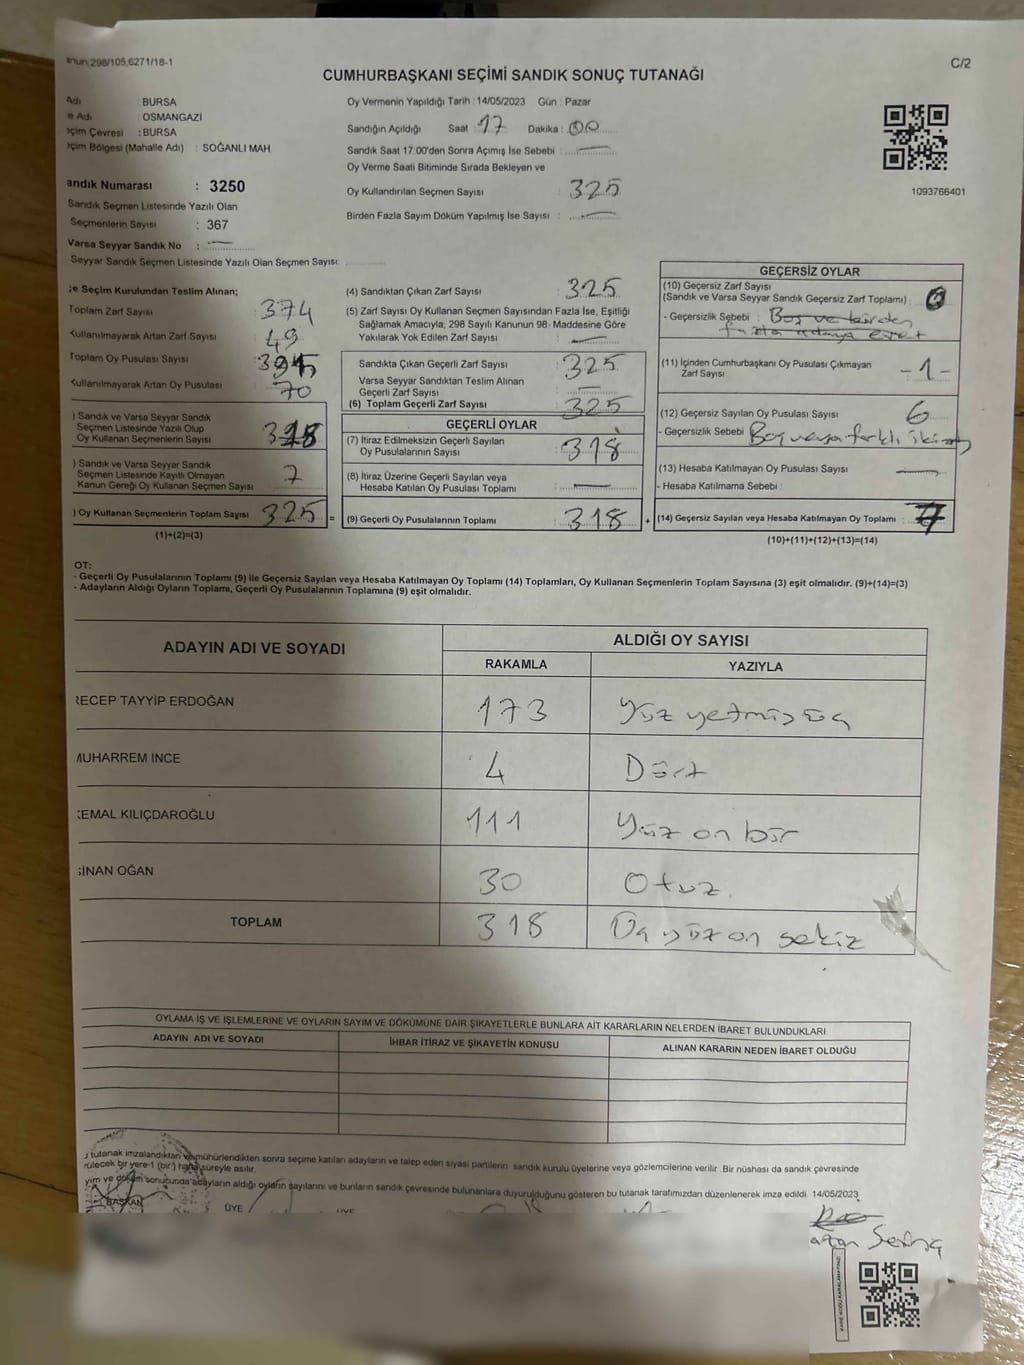 anun;298/105;6271/18-1
C/2
CUMHURBAŞKANI SEÇİMİ SANDIK SONUÇ TUTANAĞI
Adı : BURSA
e Adı : OSMANGAZİ
içim Çevresi : BURSA
içim Bölgesi (Mahalle Adı) : SOĞANLI MAH.
andık Numarası : 3250
Sandık Seçmen Listesinde Yazılı Olan
Seçmenlerin Sayısı : 367
Varsa Seyyar Sandık No : —
Seyyar Sandık Seçmen Listesinde Yazılı Olan Seçmen Sayısı:
Oy Vermenin Yapıldığı Tarih : 14/05/2023 Gün : Pazar
Sandığın Açıldığı Saat : 17 Dakika : 00
Sandık Saat 17:00'den Sonra Açılmış İse Sebebi : —
Oy Verme Saati Bitiminde Sırada Bekleyen ve
Oy Kullandırılan Seçmen Sayısı 325
Birden Fazla Sayım Döküm Yapılmış İse Sayısı : —
1093766401
çe Seçim Kurulundan Teslim Alınan;
Toplam Zarf Sayısı : 374
Kullanılmayarak Artan Zarf Sayısı : 49
Toplam Oy Pusulası Sayısı
Kullanılmayarak Artan Oy Pusulası 70
) Sandık ve Varsa Seyyar Sandık
Seçmen Listesinde Yazılı Olup
Oy Kullanan Seçmenlerin Sayısı : 318
) Sandık ve Varsa Seyyar Sandık
Seçmen Listesinde Kayıtlı Olmayan
Kanun Gereği Oy Kullanan Seçmen Sayısı 7
) Oy Kullanan Seçmenlerin Toplam Sayısı 325 =
(1)+(2)=(3)
(4) Sandıktan Çıkan Zarf Sayısı : 325
(5) Zarf Sayısı Oy Kullanan Seçmen Sayısından Fazla İse, Eşitliği
Sağlamak Amacıyla, 298 Sayılı Kanunun 98. Maddesine Göre
Yakılarak Yok Edilen Zarf Sayısı : —
Sandıkta Çıkan Geçerli Zarf Sayısı : 325
Varsa Seyyar Sandıktan Teslim Alınan
Geçerli Zarf Sayısı : —
(6) Toplam Geçerli Zarf Sayısı : 325
GEÇERLİ OYLAR
(7) İtiraz Edilmeksizin Geçerli Sayılan
Oy Pusulalarının Sayısı : 318
(8) İtiraz Üzerine Geçerli Sayılan veya
Hesaba Katılan Oy Pusulası Toplamı : —
(9) Geçerli Oy Pusulalarının Toplamı : 318 +
GEÇERSİZ OYLAR
(10) Geçersiz Zarf Sayısı
(Sandık ve Varsa Seyyar Sandık Geçersiz Zarf Toplamı) :
- Geçersizlik Sebebi : Boş ve birden
fazla adaya evet
(11) İçinden Cumhurbaşkanı Oy Pusulası Çıkmayan
Zarf Sayısı -1-
(12) Geçersiz Sayılan Oy Pusulası Sayısı 6
- Geçersizlik Sebebi Boş veya farklı iki
(13) Hesaba Katılmayan Oy Pusulası Sayısı —
- Hesaba Katılmama Sebebi :
(14) Geçersiz Sayılan veya Hesaba Katılmayan Oy Toplamı : 7
(10)+(11)+(12)+(13)=(14)
OT:
- Geçerli Oy Pusulalarının Toplamı (9) ile Geçersiz Sayılan veya Hesaba Katılmayan Oy Toplamı (14) Toplamları, Oy Kullanan Seçmenlerin Toplam Sayısına (3) eşit olmalıdır. (9)+(14)=(3)
- Adayların Aldığı Oyların Toplamı, Geçerli Oy Pusulalarının Toplamına (9) eşit olmalıdır.
ADAYIN ADI VE SOYADI ALDIĞI OY SAYISI
RAKAMLA YAZIYLA
RECEP TAYYİP ERDOĞAN 173 Yüz yetmiş üç
MUHARREM İNCE 4 Dört
KEMAL KILIÇDAROĞLU 111 Yüz on bir
SİNAN OĞAN 30 Otuz
TOPLAM 318 Üç yüz on sekiz
OYLAMA İŞ VE İŞLEMLERİNE VE OYLARIN SAYIM VE DÖKÜMÜNE DAİR ŞİKAYETLERLE BUNLARA AİT KARARLARIN NELERDEN İBARET BULUNDUKLARI
ADAYIN ADI VE SOYADI İHBAR İTİRAZ VE ŞİKAYETİN KONUSU ALINAN KARARIN NEDEN İBARET OLDUĞU
u tutanak imzalandıktan ve mühürlendikten sonra seçime katılan adayların ve talep eden siyasi partilerin sandık kurulu üyelerine veya gözlemcilerine verilir .Bir nüshası da sandık çevresinde
rülecek bir yere 1 (bir) hafta süreyle asılır.
yım ve döküm sonucunda adayların aldığı oyların sayılarını ve bunların sandık çevresinde bulunanlara duyurulduğunu gösteren bu tutanak tarafımızdan düzenlenerek imza edildi. 14/05/2023
BAŞKAN ÜYE ÜYE
KARE KODU KARALAMAYINIZ